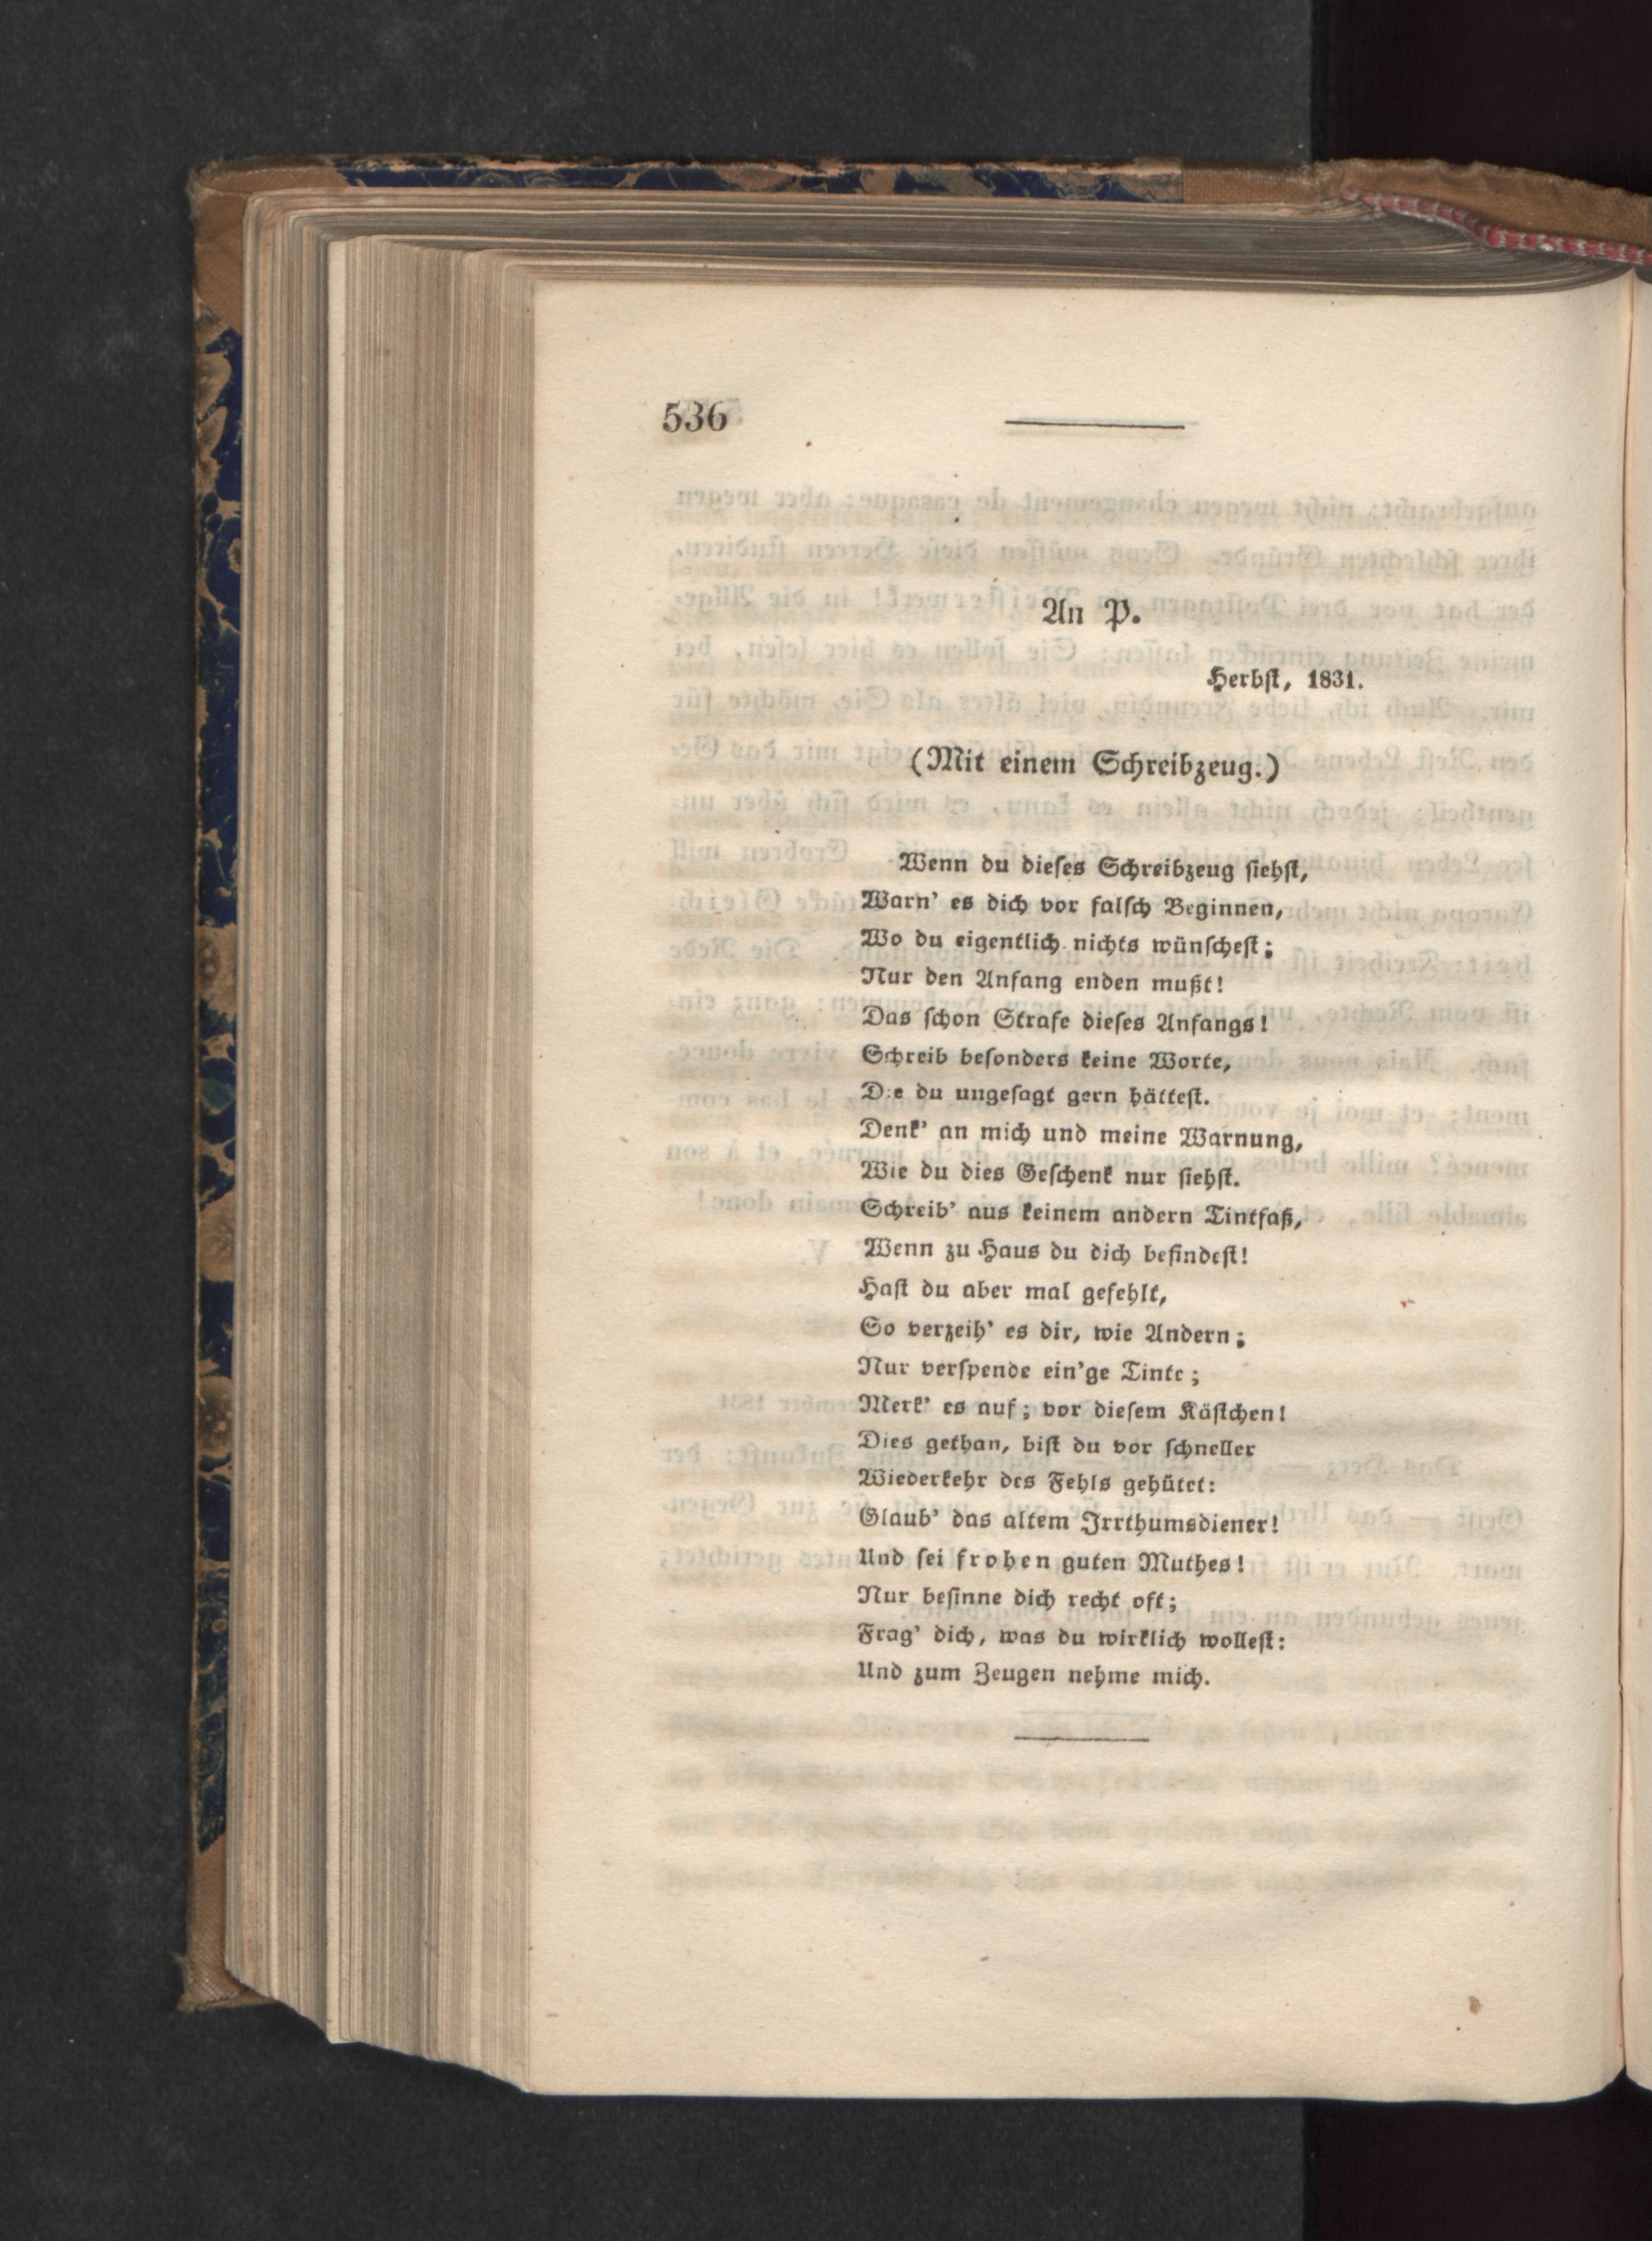 536
An P.
Herbſt, 1831.
(Mit einem Schreibzeug.)
Wenn du dieſes Schreibzeug ſiehſt,
Warn' es dich vor falſch Beginnen,
Wo du eigentlich nichts wünſcheſt;
Nur den Anfang enden mußt!
Das ſchon Strafe dieſes Anfangs!
Schreib beſonders keine Worte,
Die du ungeſagt gern hätteſt.
Denk' an mich und meine Warnung,
Wie du dies Geſchenk nur ſiehſt.
Schreib' aus keinem andern Tintfaß,
Wenn zu Haus du dich befindeſt!
Haſt du aber mal gefehlt,
So verzeih' es dir, wie Andern;
Nur verſpende ein'ge Tinte;
Merk' es auf; vor dieſem Käſtchen!
Dies gethan, biſt du vor ſchneller
Wiederkehr des Fehls gehütet:
Glaub' das altem Irrthumsdiener!
Und ſei frohen guten Muthes!
Nur beſinne dich recht oft;
Frag' dich, was du wirklich wolleſt:
Und zum Zeugen nehme mich.